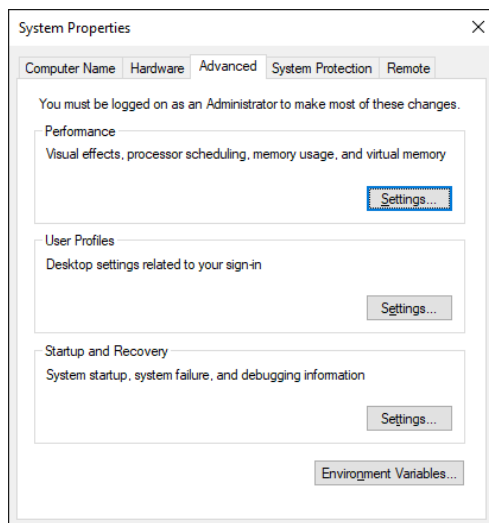 System Properties
Computer Name Hardware Advanced System Protection Remote
You must be logged on as an Administrator to make most of these changes.
Performance
Visual effects, processor scheduling, memory usage, and virtual memory
Settings...
User Profiles
Desktop settings related to your sign-in
Settings...
Startup and Recovery
System startup, system failure, and debugging information
Settings...
Environment Variables...